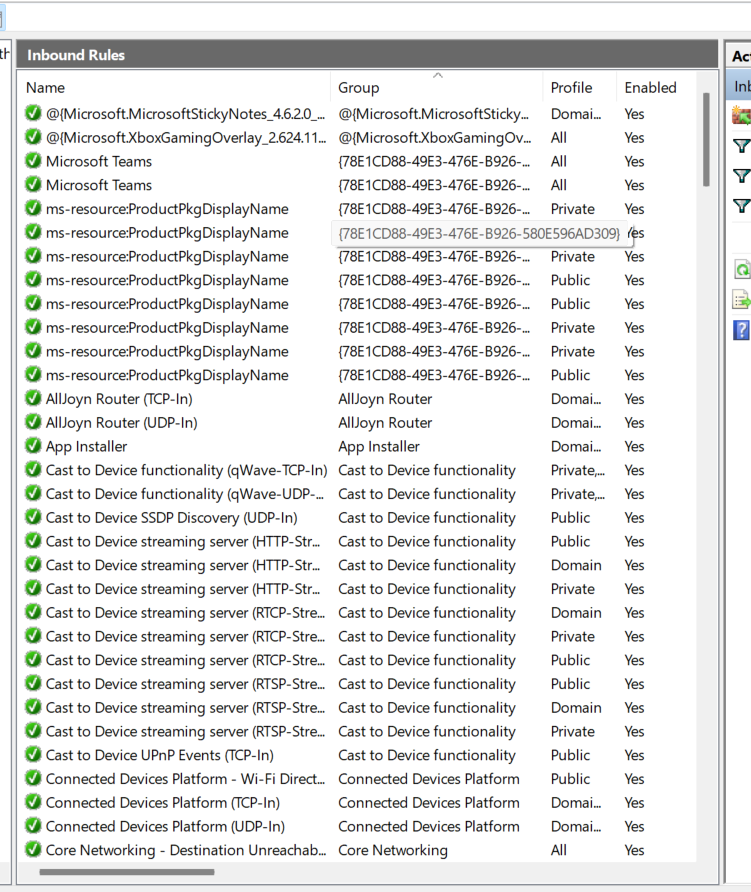 th
Inbound Rules
Ac
Name Group Profile Enabled
Inb
@{Microsoft.MicrosoftStickyNotes_4.6.2.0_... @{Microsoft.MicrosoftSticky... Domai... Yes
@{Microsoft.XboxGamingOverlay_2.624.11... @{Microsoft.XboxGamingOv... All Yes
Microsoft Teams {78E1CD88-49E3-476E-B926-... All Yes
Microsoft Teams {78E1CD88-49E3-476E-B926-... All Yes
ms-resource:ProductPkgDisplayName {78E1CD88-49E3-476E-B926-... Private Yes
ms-resource:ProductPkgDisplayName {78E1CD88-49E3-476E-B926-580E596AD309} Yes
ms-resource:ProductPkgDisplayName {78E1CD88-49E3-476E-B926-... Private Yes
ms-resource:ProductPkgDisplayName {78E1CD88-49E3-476E-B926-... Public Yes
ms-resource:ProductPkgDisplayName {78E1CD88-49E3-476E-B926-... Public Yes
ms-resource:ProductPkgDisplayName {78E1CD88-49E3-476E-B926-... Private Yes
ms-resource:ProductPkgDisplayName {78E1CD88-49E3-476E-B926-... Private Yes
ms-resource:ProductPkgDisplayName {78E1CD88-49E3-476E-B926-... Public Yes
AllJoyn Router (TCP-In) AllJoyn Router Domai... Yes
AllJoyn Router (UDP-In) AllJoyn Router Domai... Yes
App Installer App Installer Domai... Yes
Cast to Device functionality (qWave-TCP-In) Cast to Device functionality Private,... Yes
Cast to Device functionality (qWave-UDP-... Cast to Device functionality Private,... Yes
Cast to Device SSDP Discovery (UDP-In) Cast to Device functionality Public Yes
Cast to Device streaming server (HTTP-Str... Cast to Device functionality Public Yes
Cast to Device streaming server (HTTP-Str... Cast to Device functionality Domain Yes
Cast to Device streaming server (HTTP-Str... Cast to Device functionality Private Yes
Cast to Device streaming server (RTCP-Stre... Cast to Device functionality Domain Yes
Cast to Device streaming server (RTCP-Stre... Cast to Device functionality Private Yes
Cast to Device streaming server (RTCP-Stre... Cast to Device functionality Public Yes
Cast to Device streaming server (RTSP-Stre... Cast to Device functionality Public Yes
Cast to Device streaming server (RTSP-Stre... Cast to Device functionality Domain Yes
Cast to Device streaming server (RTSP-Stre... Cast to Device functionality Private Yes
Cast to Device UPnP Events (TCP-In) Cast to Device functionality Public Yes
Connected Devices Platform - Wi-Fi Direct... Connected Devices Platform Public Yes
Connected Devices Platform (TCP-In) Connected Devices Platform Domai... Yes
Connected Devices Platform (UDP-In) Connected Devices Platform Domai... Yes
Core Networking - Destination Unreachab... Core Networking All Yes